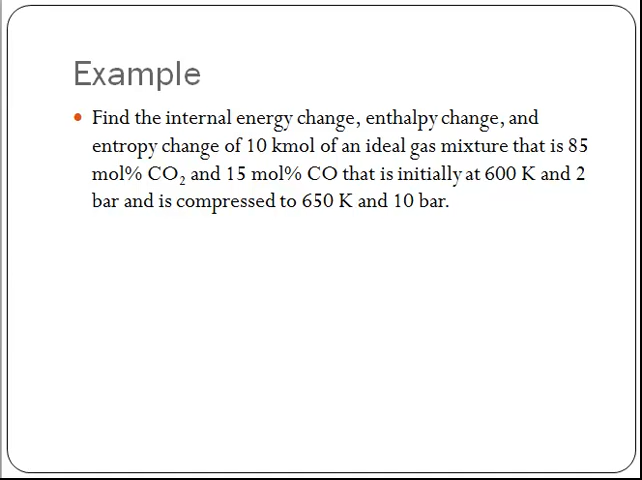 Example
• Find the internal energy change, enthalpy change, and
entropy change of 10 kmol of an ideal gas mixture that is 85
mol% CO₂ and 15 mol% CO that is initially at 600 K and 2
bar and is compressed to 650 K and 10 bar.